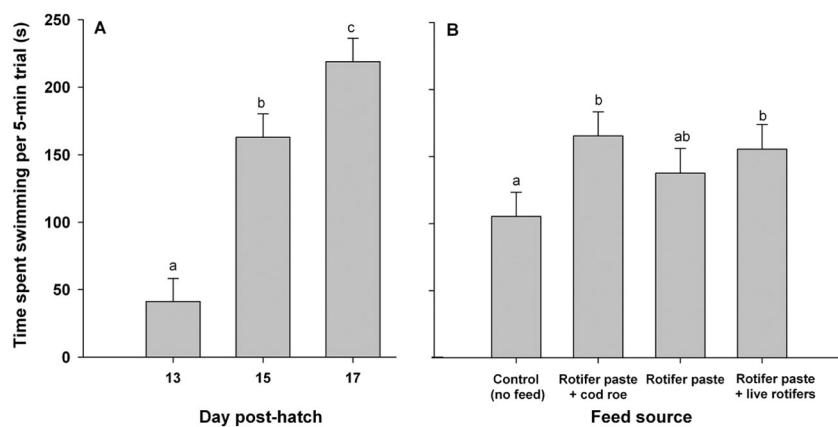 Time spent swimming per 5-min trial (s)
A
B
250
200
150
100
50
0
a
b
c
a
b
ab
b
13 15 17
Day post-hatch
Control Rotifer paste Rotifer paste Rotifer paste
(no feed) + cod roe + live rotifers
Feed source